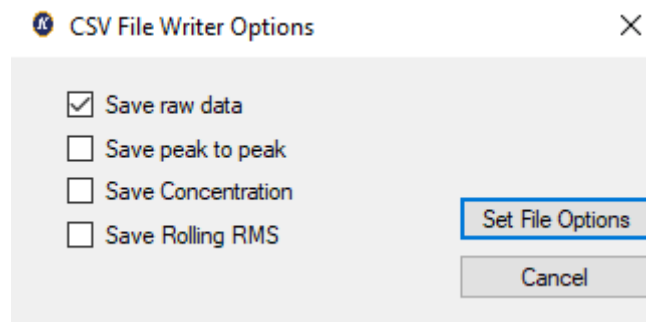 CSV File Writer Options
Save raw data
Save peak to peak
Save Concentration
Save Rolling RMS
Set File Options
Cancel